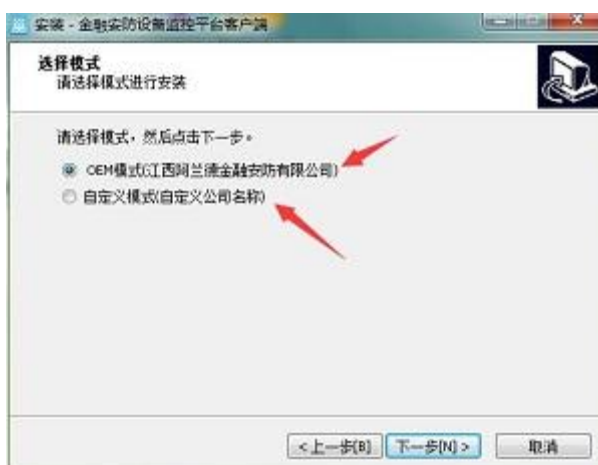 安装 - 金融安防设备监控平台客户端
选择模式
请选择模式进行安装
请选择模式，然后点击下一步。
OEM模式(江西阿兰德金融安防有限公司)
自定义模式(自定义公司名称)
<上一步[B]
下一步[N] >
取消